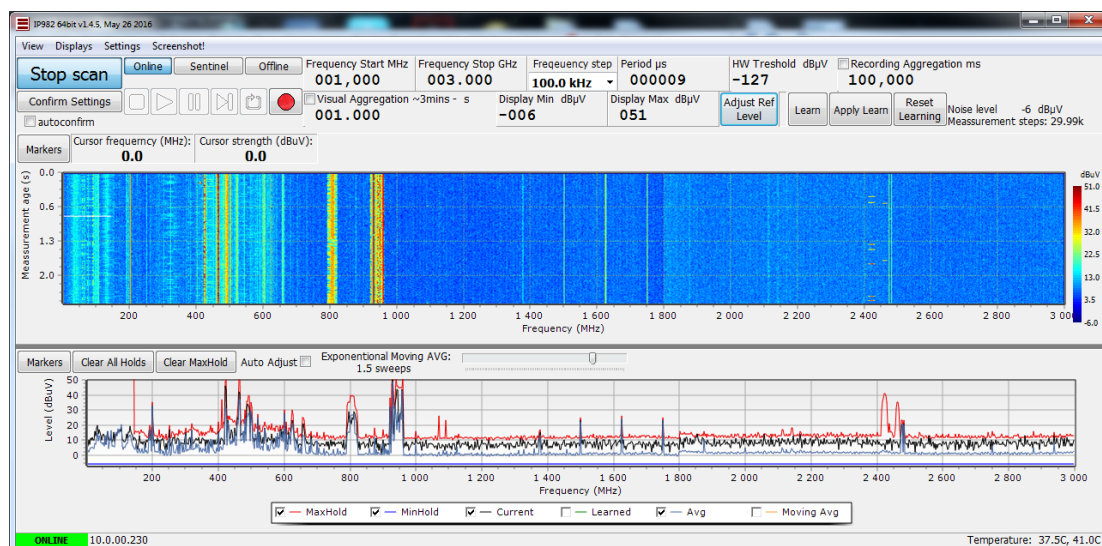 IP982 64bit v1.4.5, May 26 2016
View Displays Settings Screenshot!
Stop scan Online Sentinel Offline Frequency Start MHz Frequency Stop GHz Freqeuency step Period µs HW Treshold dBµV Recording Aggregation ms
001,000 003.000 100.0 kHz 000009 -127 100,000
Confirm Settings Visual Aggregation ~3mins - s Display Min dBµV Display Max dBµV Adjust Ref Level Learn Apply Learn Reset Learning Noise level -6 dBµV
autoconfirm 001.000 -006 051 Meassurement steps: 29.99k
Markers Cursor frequerncy (MHz): Cursor strength (dBuV):
0.0 0.0
dBuV
Meassurement age (s)
0.0
0.6
1.3
2.0
51.0
41.5
32.0
22.5
13.0
3.5
-6.0
200 400 600 800 1 000 1 200 1 400 1 600 1 800 2 000 2 200 2 400 2 600 2 800 3 000
Frequency (MHz)
Markers Clear All Holds Clear MaxHold Auto Adjust Exponentional Moving AVG:
1.5 sweeps
Level (dBuV)
50
40
30
20
10
0
200 400 600 800 1 000 1 200 1 400 1 600 1 800 2 000 2 200 2 400 2 600 2 800 3 000
Frequency (MHz)
MaxHold MinHold Current Learned Avg Moving Avg
ONLINE 10.0.00.230 Temperature: 37.5C, 41.0C